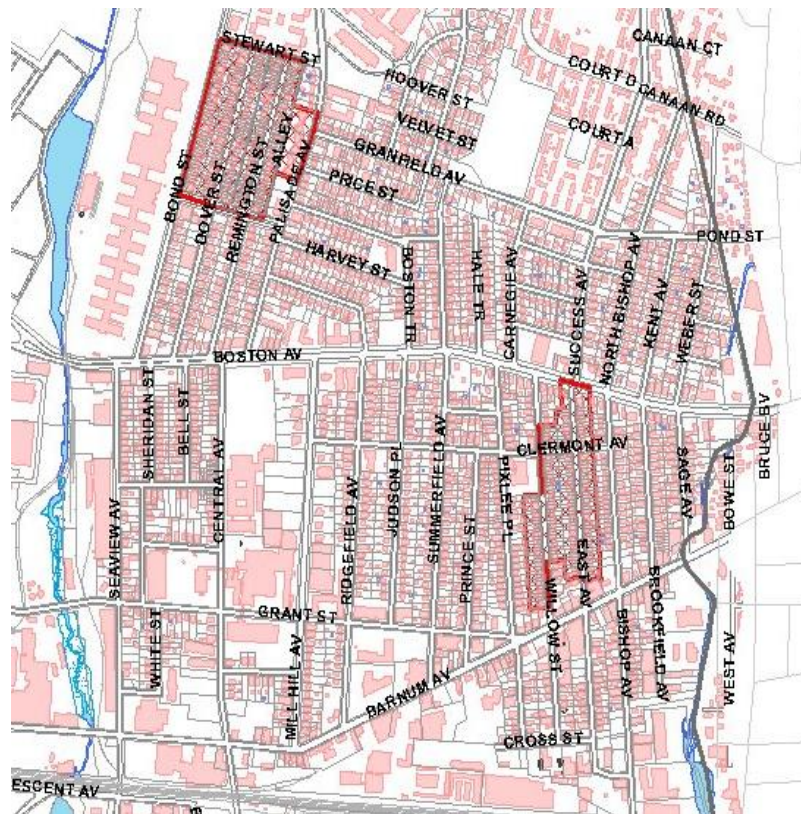 CANAAN CT
STEWART ST
COURT D CANAAN RD
HOOVER ST
VELVET ST
COURT A
ALLEY
GRANFIELD AV
PRICE ST
BOND ST
DOVER ST
REMINGTON ST
PALISADE AV
HARVEY ST
POND ST
BOSTON TR
HALE TR
CARNEGIE AV
SUCCESS AV
NORTH BISHOP AV
KENT AV
WEBER ST
BOSTON AV
SHERIDAN ST
BELL ST
CENTRAL AV
SEAVIEW AV
WHITE ST
RIDGEFIELD AV
JUDSON PL
SUMMERFIELD AV
PRINCE ST
PIXLEE PL
CLERMONT AV
SAGE AV
BOWE ST
BRUCE BV
EAST AV
WILLOW ST
BISHOP AV
BROOKFIELD AV
WEST AV
GRANT ST
MILL HILL AV
BARNUM AV
CROSS ST
ESCENT AV